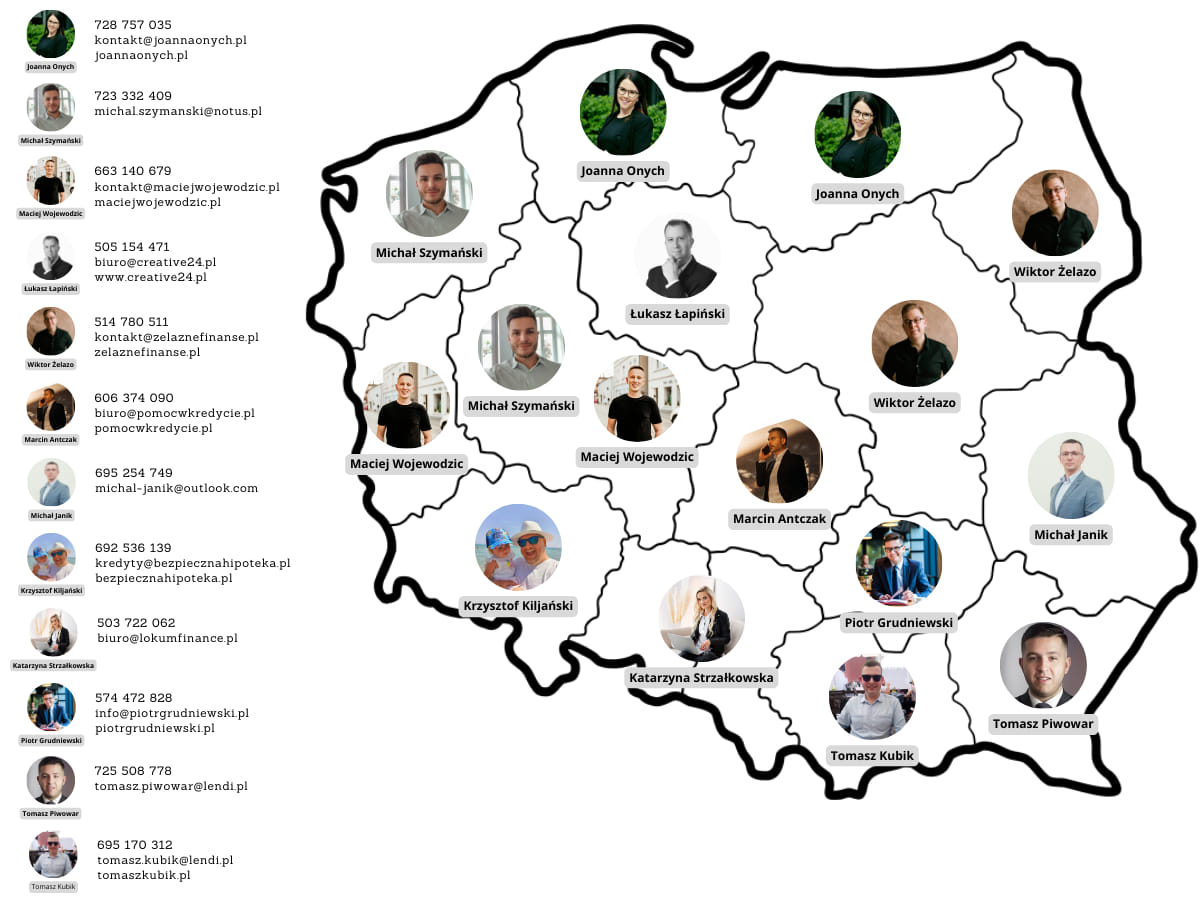 728 757 035
kontakt@joannaonych.pl
joannaonych.pl
Joanna Onych
723 332 409
michal.szymanski@notus.pl
Michał Szymański
663 140 679
kontakt@maciejwojewodzic.pl
maciejwojewodzic.pl
Maciej Wojewodzic
505 154 471
biuro@creative24.pl
www.creative24.pl
Łukasz Łapiński
514 780 511
kontakt@zelaznefinanse.pl
zelaznefinanse.pl
Wiktor Żelazo
606 374 090
biuro@pomocwkredycie.pl
pomocwkredycie.pl
Marcin Antczak
695 254 749
michal-janik@outlook.com
Michał Janik
692 536 139
kredyty@bezpiecznahipoteka.pl
bezpiecznahipoteka.pl
Krzysztof Kiljański
503 722 062
biuro@lokumfinance.pl
Katarzyna Strzałkowska
574 472 828
info@piotrgrudniewski.pl
piotrgrudniewski.pl
Piotr Grudniewski
725 508 778
tomasz.piwowar@lendi.pl
Tomasz Piwowar
695 170 312
tomasz.kubik@lendi.pl
tomaszkubik.pl
Tomasz Kubik
Joanna Onych
Joanna Onych
Michał Szymański
Wiktor Żelazo
Łukasz Łapiński
Michał Szymański
Wiktor Żelazo
Maciej Wojewodzic
Maciej Wojewodzic
Marcin Antczak
Michał Janik
Krzysztof Kiljański
Piotr Grudniewski
Katarzyna Strzałkowska
Tomasz Piwowar
Tomasz Kubik